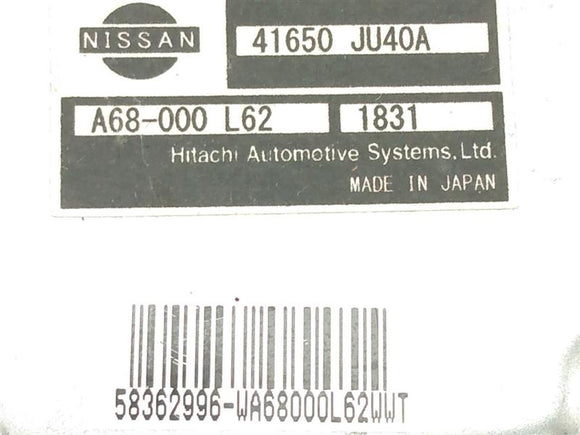 NISSAN
41650 JU40A
A68-000 L62 1831
Hitachi Automotive Systems, Ltd.
MADE IN JAPAN
58362996-WA68000L62WWT